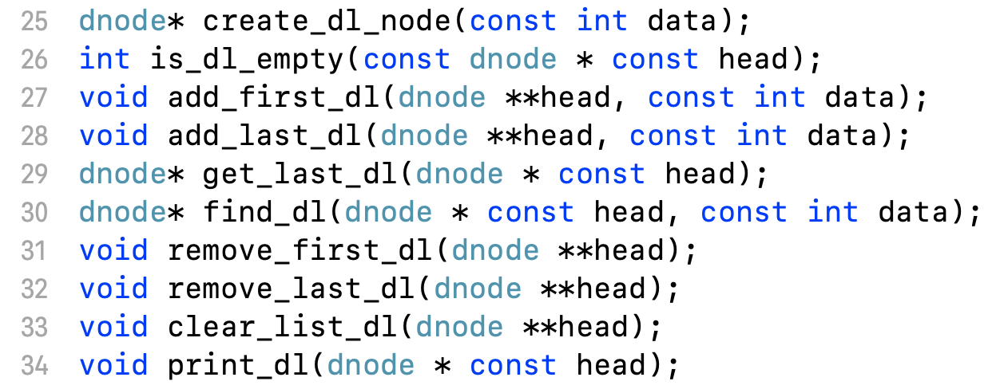 25 dnode* create_dl_node(const int data);
26 int is_dl_empty(const dnode * const head);
27 void add_first_dl(dnode **head, const int data);
28 void add_last_dl(dnode **head, const int data);
29 dnode* get_last_dl(dnode * const head);
30 dnode* find_dl(dnode * const head, const int data);
31 void remove_first_dl(dnode **head);
32 void remove_last_dl(dnode **head);
33 void clear_list_dl(dnode **head);
34 void print_dl(dnode * const head);